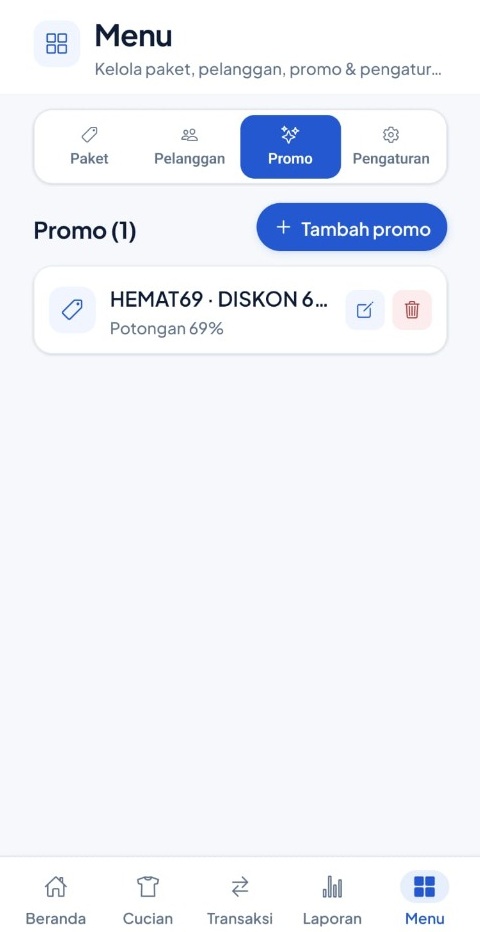 Menu
Kelola paket, pelanggan, promo & pengatur...
Paket
Pelanggan
Promo
Pengaturan
Promo (1)
+ Tambah promo
HEMAT69 · DISKON 6...
Potongan 69%
Beranda
Cucian
Transaksi
Laporan
Menu